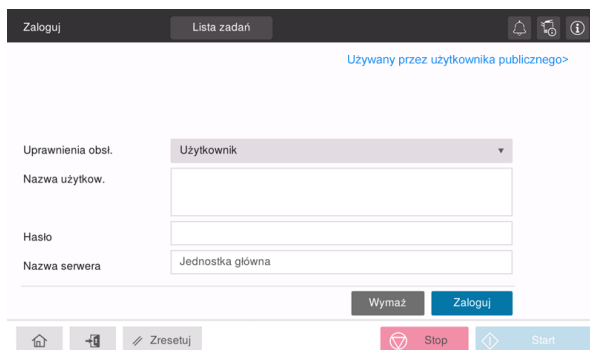 Zaloguj
Lista zadań
Używany przez użytkownika publicznego>
Uprawnienia obsł.
Użytkownik
Nazwa użytkow.
Hasło
Nazwa serwera
Jednostka główna
Wymaż
Zaloguj
Zresetuj
Stop
Start